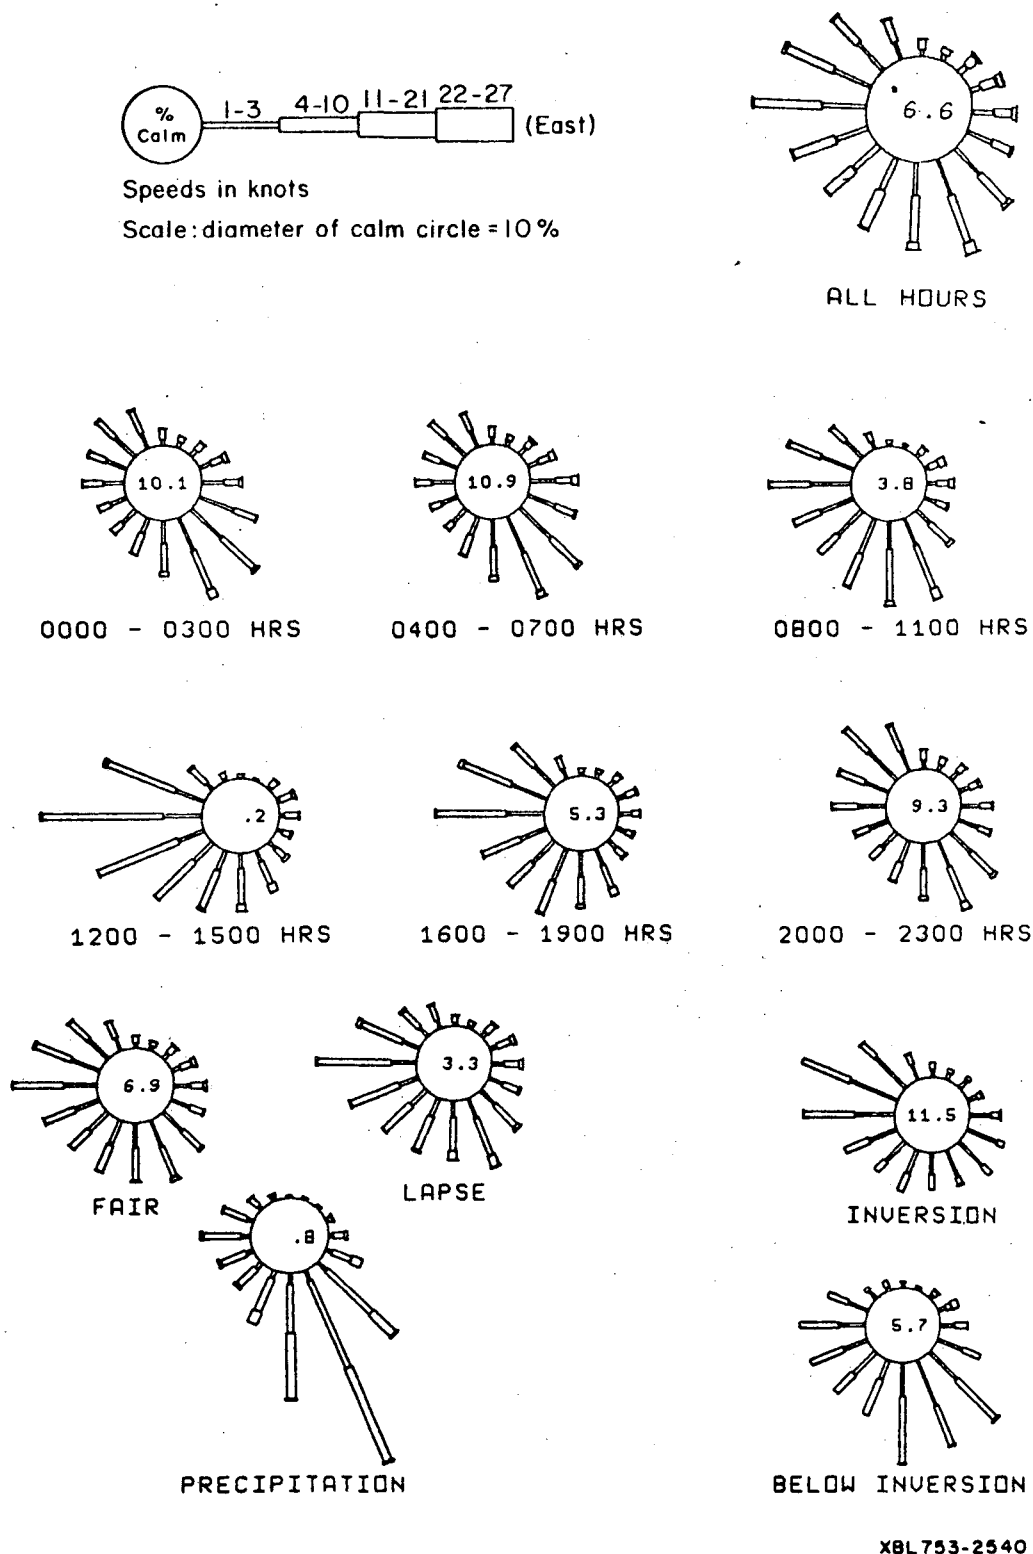 % Calm 1-3 4-10 11-21 22-27 (East)
Speeds in knots
Scale: diameter of calm circle = 10%
6.6
ALL HOURS
10.1 10.9 3.8
0000 - 0300 HRS 0400 - 0700 HRS 0800 - 1100 HRS
.2 5.3 9.3
1200 - 1500 HRS 1600 - 1900 HRS 2000 - 2300 HRS
6.9 3.3 11.5
FAIR LAPSE INVERSION
.8 5.7
PRECIPITATION BELOW INVERSION
XBL 753-2540